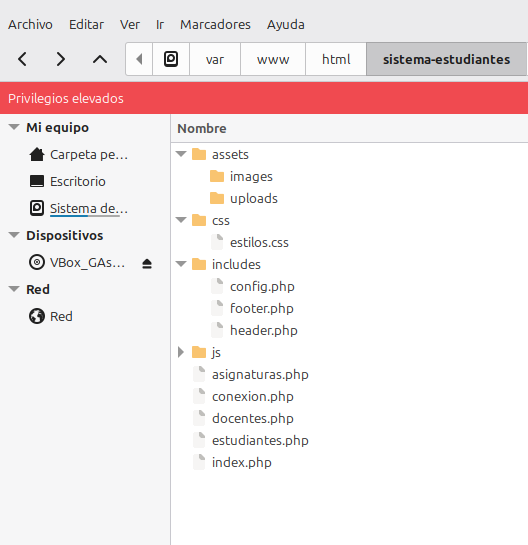 Archivo Editar Ver Ir Marcadores Ayuda
var www html sistema-estudiantes
Privilegios elevados
Mi equipo
Carpeta pe...
Escritorio
Sistema de...
Dispositivos
VBox_GAs...
Red
Red
Nombre
assets
images
uploads
css
estilos.css
includes
config.php
footer.php
header.php
js
asignaturas.php
conexion.php
docentes.php
estudiantes.php
index.php